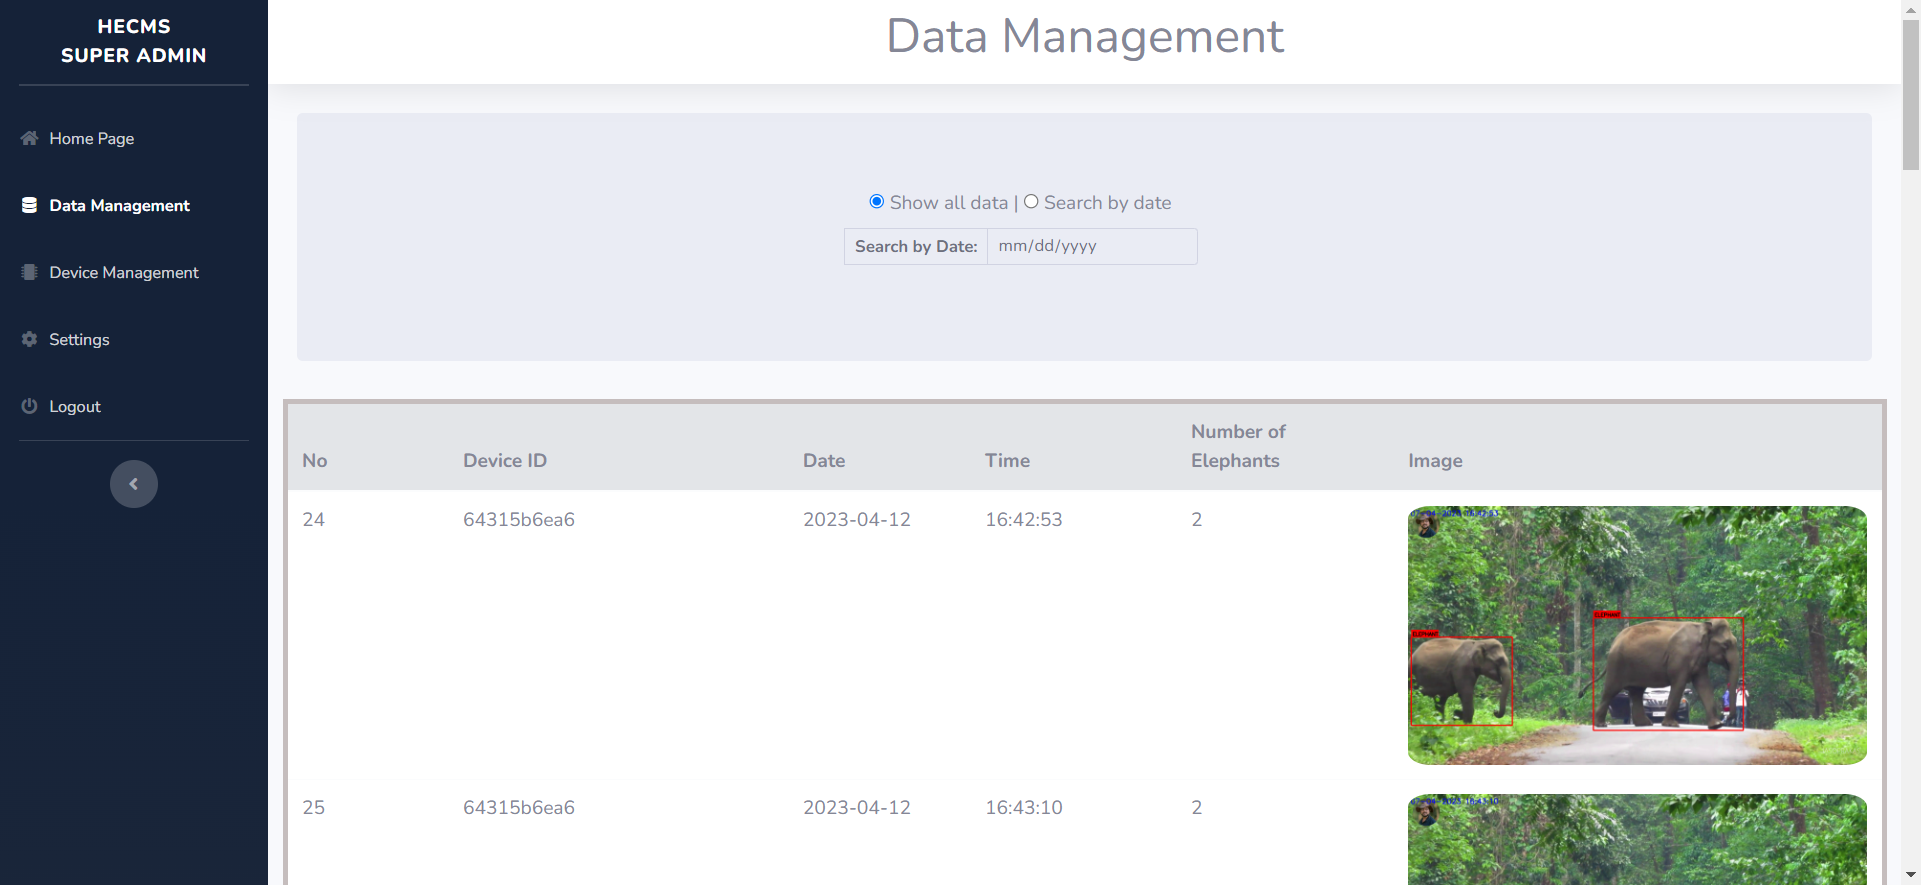 HECMS
SUPER ADMIN
Home Page
Data Management
Device Management
Settings
Logout
Data Management
Show all data | Search by date
Search by Date: mm/dd/yyyy
No Device ID Date Time Number of Elephants Image
24 64315b6ea6 2023-04-12 16:42:53 2
ELEPHANT
ELEPHANT
25 64315b6ea6 2023-04-12 16:43:10 2